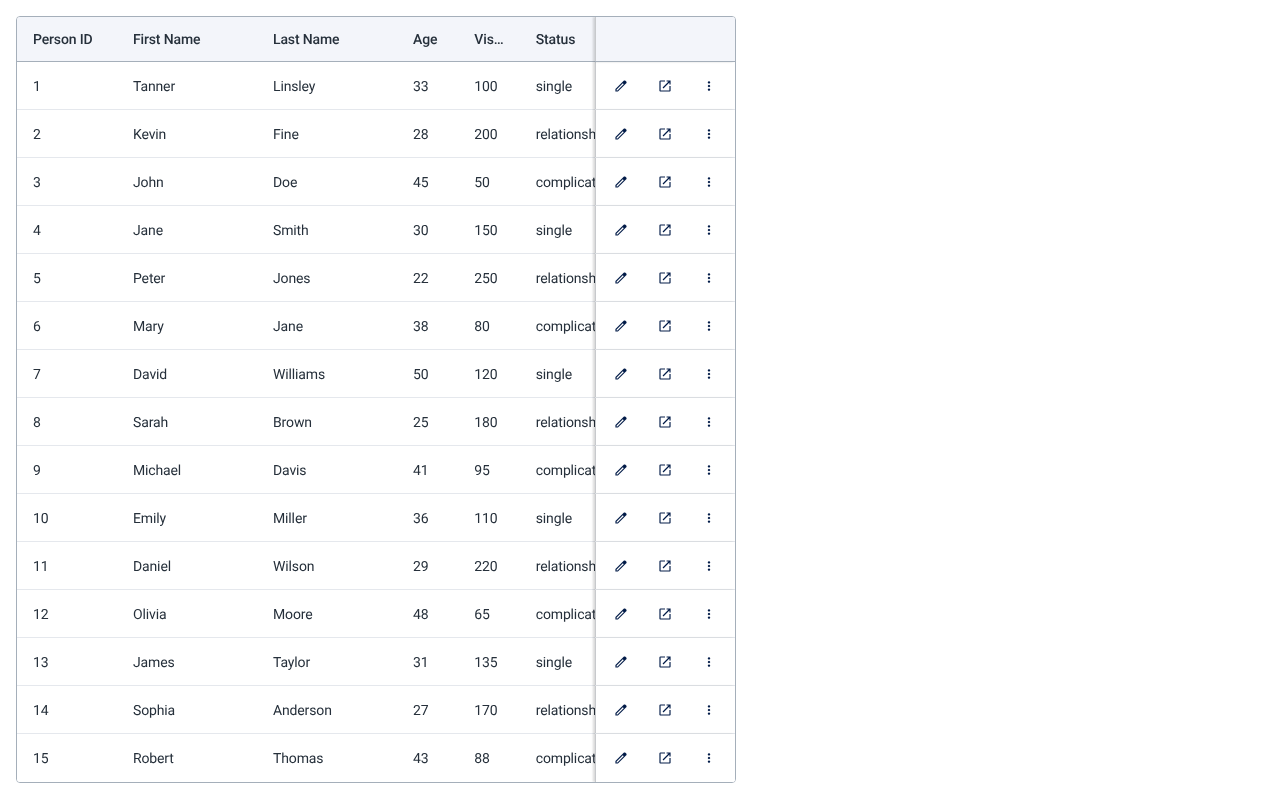 Person ID First Name Last Name Age Vis... Status
1 Tanner Linsley 33 100 single
2 Kevin Fine 28 200 relationsh
3 John Doe 45 50 complicat
4 Jane Smith 30 150 single
5 Peter Jones 22 250 relationsh
6 Mary Jane 38 80 complicat
7 David Williams 50 120 single
8 Sarah Brown 25 180 relationsh
9 Michael Davis 41 95 complicat
10 Emily Miller 36 110 single
11 Daniel Wilson 29 220 relationsh
12 Olivia Moore 48 65 complicat
13 James Taylor 31 135 single
14 Sophia Anderson 27 170 relationsh
15 Robert Thomas 43 88 complicat